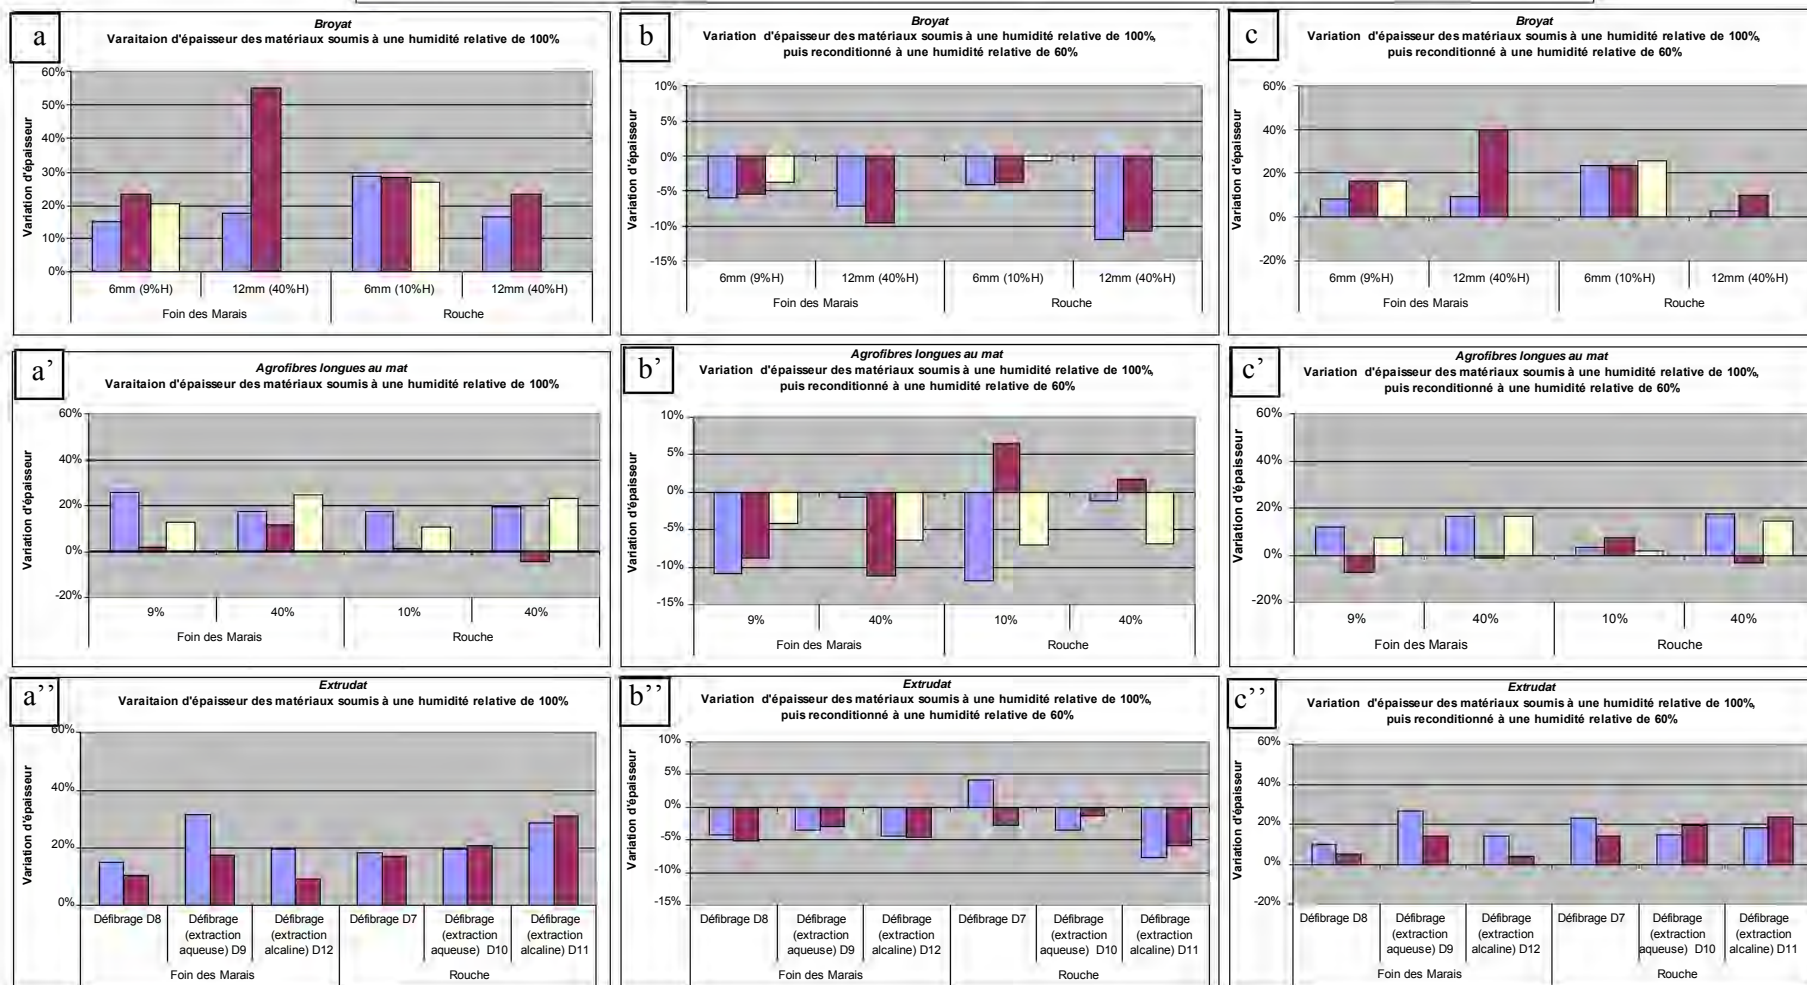 a
Broyat
Varaitaion d'épaisseur des matériaux soumis à une humidité relative de 100%
Variation d'épaisseur
60%
50%
40%
30%
20%
10%
0%
6mm (9%H)
12mm (40%H)
6mm (10%H)
12mm (40%H)
Foin des Marais
Rouche
b
Broyat
Variation d'épaisseur des matériaux soumis à une humidité relative de 100%,
puis reconditionné à une humidité relative de 60%
Variation d'épaisseur
10%
5%
0%
-5%
-10%
-15%
6mm (9%H)
12mm (40%H)
6mm (10%H)
12mm (40%H)
Foin des Marais
Rouche
c
Broyat
Variation d'épaisseur des matériaux soumis à une humidité relative de 100%,
puis reconditionné à une humidité relative de 60%
Variation d'épaisseur
60%
40%
20%
0%
-20%
6mm (9%H)
12mm (40%H)
6mm (10%H)
12mm (40%H)
Foin des Marais
Rouche
a'
Agrofibres longues au mat
Varaitaion d'épaisseur des matériaux soumis à une humidité relative de 100%
Variation d'épaisseur
60%
40%
20%
0%
-20%
9%
40%
10%
40%
Foin des Marais
Rouche
b'
Agrofibres longues au mat
Variation d'épaisseur des matériaux soumis à une humidité relative de 100%,
puis reconditionné à une humidité relative de 60%
Variation d'épaisseur
10%
5%
0%
-5%
-10%
-15%
9%
40%
10%
40%
Foin des Marais
Rouche
c'
Agrofibres longues au mat
Variation d'épaisseur des matériaux soumis à une humidité relative de 100%,
puis reconditionné à une humidité relative de 60%
Variation d'épaisseur
60%
40%
20%
0%
-20%
9%
40%
10%
40%
Foin des Marais
Rouche
a''
Extrudat
Varaitaion d'épaisseur des matériaux soumis à une humidité relative de 100%
Variation d'épaisseur
60%
40%
20%
0%
Défibrage D8
Défibrage
(extraction
aqueuse) D9
Défibrage
(extraction
alcaline) D12
Défibrage D7
Défibrage
(extraction
aqueuse) D10
Défibrage
(extraction
alcaline) D11
Foin des Marais
Rouche
b''
Extrudat
Variation d'épaisseur des matériaux soumis à une humidité relative de 100%,
puis reconditionné à une humidité relative de 60%
Variation d'épaisseur
10%
5%
0%
-5%
-10%
-15%
Défibrage D8
Défibrage
(extraction
aqueuse) D9
Défibrage
(extraction
alcaline) D12
Défibrage D7
Défibrage
(extraction
aqueuse) D10
Défibrage
(extraction
alcaline) D11
Foin des Marais
Rouche
c''
Extrudat
Variation d'épaisseur des matériaux soumis à une humidité relative de 100%,
puis reconditionné à une humidité relative de 60%
Variation d'épaisseur
60%
40%
20%
0%
-20%
Défibrage D8
Défibrage
(extraction
aqueuse) D9
Défibrage
(extraction
alcaline) D12
Défibrage D7
Défibrage
(extraction
aqueuse) D10
Défibrage
(extraction
alcaline) D11
Foin des Marais
Rouche